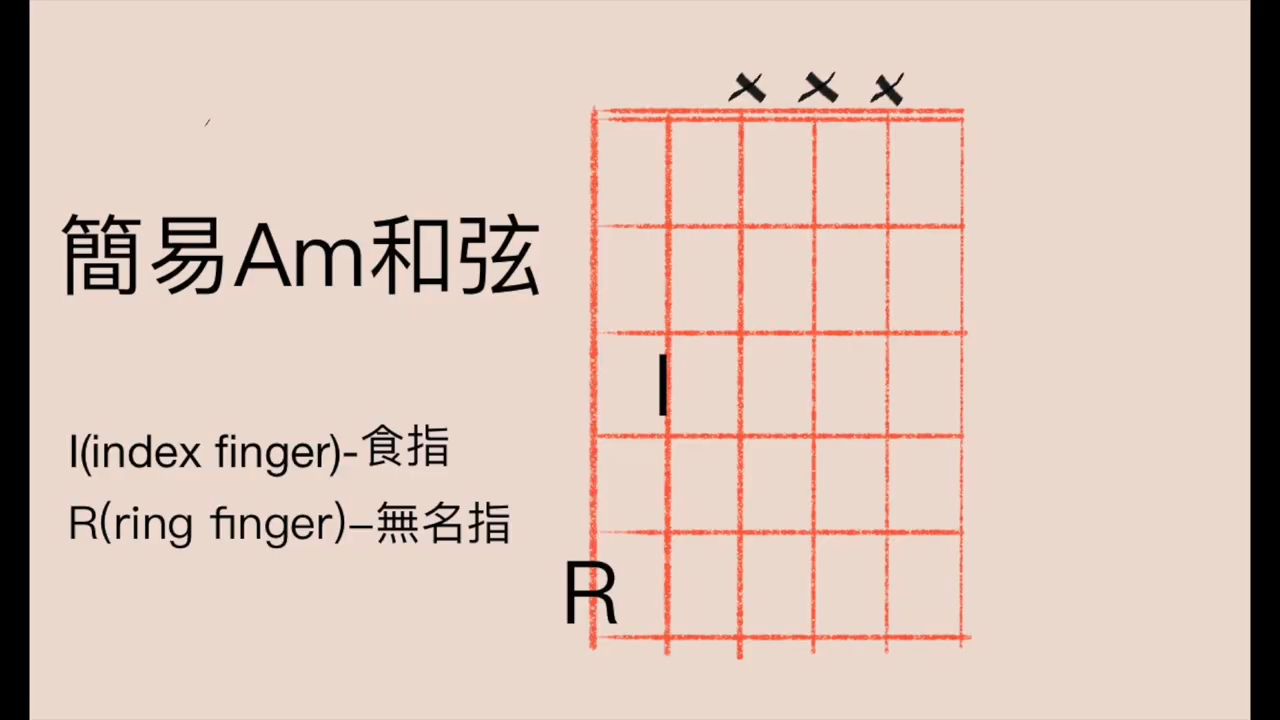 簡易Am和弦
I(index finger)-食指
R(ring finger)–無名指
× × ×
I
R